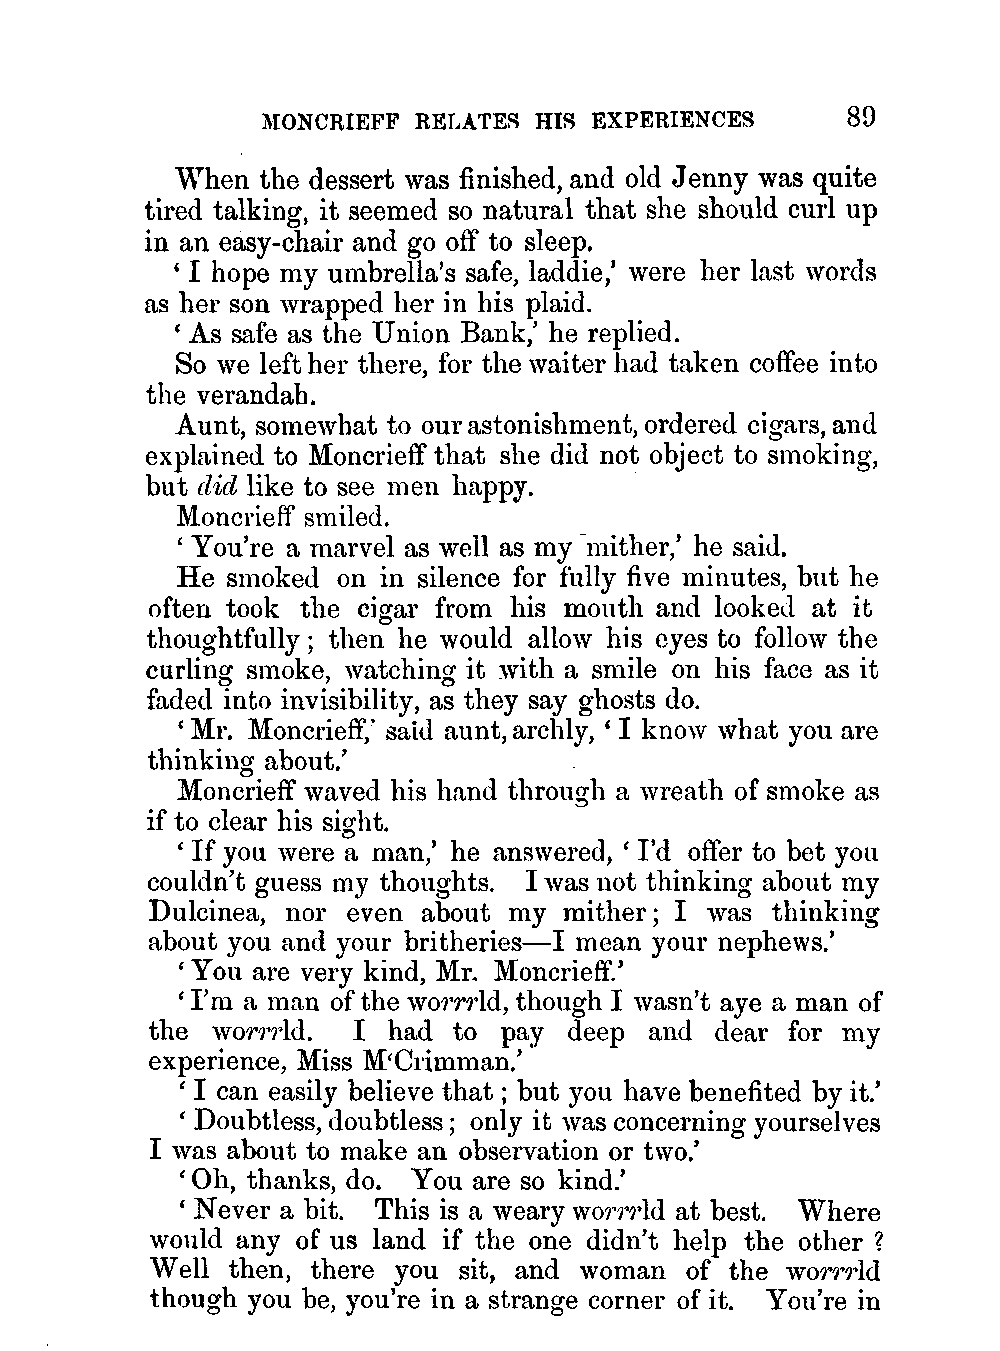 MONCRIEFF RELATES HIS EXPERIENCES 89
When the dessert was finished, and old Jenny was quite
tired talking, it seemed so natural that she should curl up
in an easy-chair and go off to sleep.
‘ I hope my umbrella’s safe, laddie,’ were her last words
as her son wrapped her in his plaid.
‘ As safe as the Union Bank,’ he replied.
So we left her there, for the waiter had taken coffee into
the verandah.
Aunt, somewhat to our astonishment, ordered cigars, and
explained to Moncrieff that she did not object to smoking,
but did like to see men happy.
Moncrieff smiled.
‘ You’re a marvel as well as my mither,’ he said.
He smoked on in silence for fully five minutes, but he
often took the cigar from his mouth and looked at it
thoughtfully ; then he would allow his eyes to follow the
curling smoke, watching it with a smile on his face as it
faded into invisibility, as they say ghosts do.
‘ Mr. Moncrieff,’ said aunt, archly, ‘ I know what you are
thinking about.’
Moncrieff waved his hand through a wreath of smoke as
if to clear his sight.
‘ If you were a man,’ he answered, ‘ I’d offer to bet you
couldn’t guess my thoughts. I was not thinking about my
Dulcinea, nor even about my mither ; I was thinking
about you and your britheries—I mean your nephews.’
‘ You are very kind, Mr. Moncrieff.’
‘ I’m a man of the worrrld, though I wasn’t aye a man of
the worrrld. I had to pay deep and dear for my
experience, Miss M‘Crimman.’
‘ I can easily believe that ; but you have benefited by it.’
‘ Doubtless, doubtless ; only it was concerning yourselves
I was about to make an observation or two.’
‘ Oh, thanks, do. You are so kind.’
‘ Never a bit. This is a weary worrrld at best. Where
would any of us land if the one didn’t help the other ?
Well then, there you sit, and woman of the worrrld
though you be, you’re in a strange corner of it. You’re in